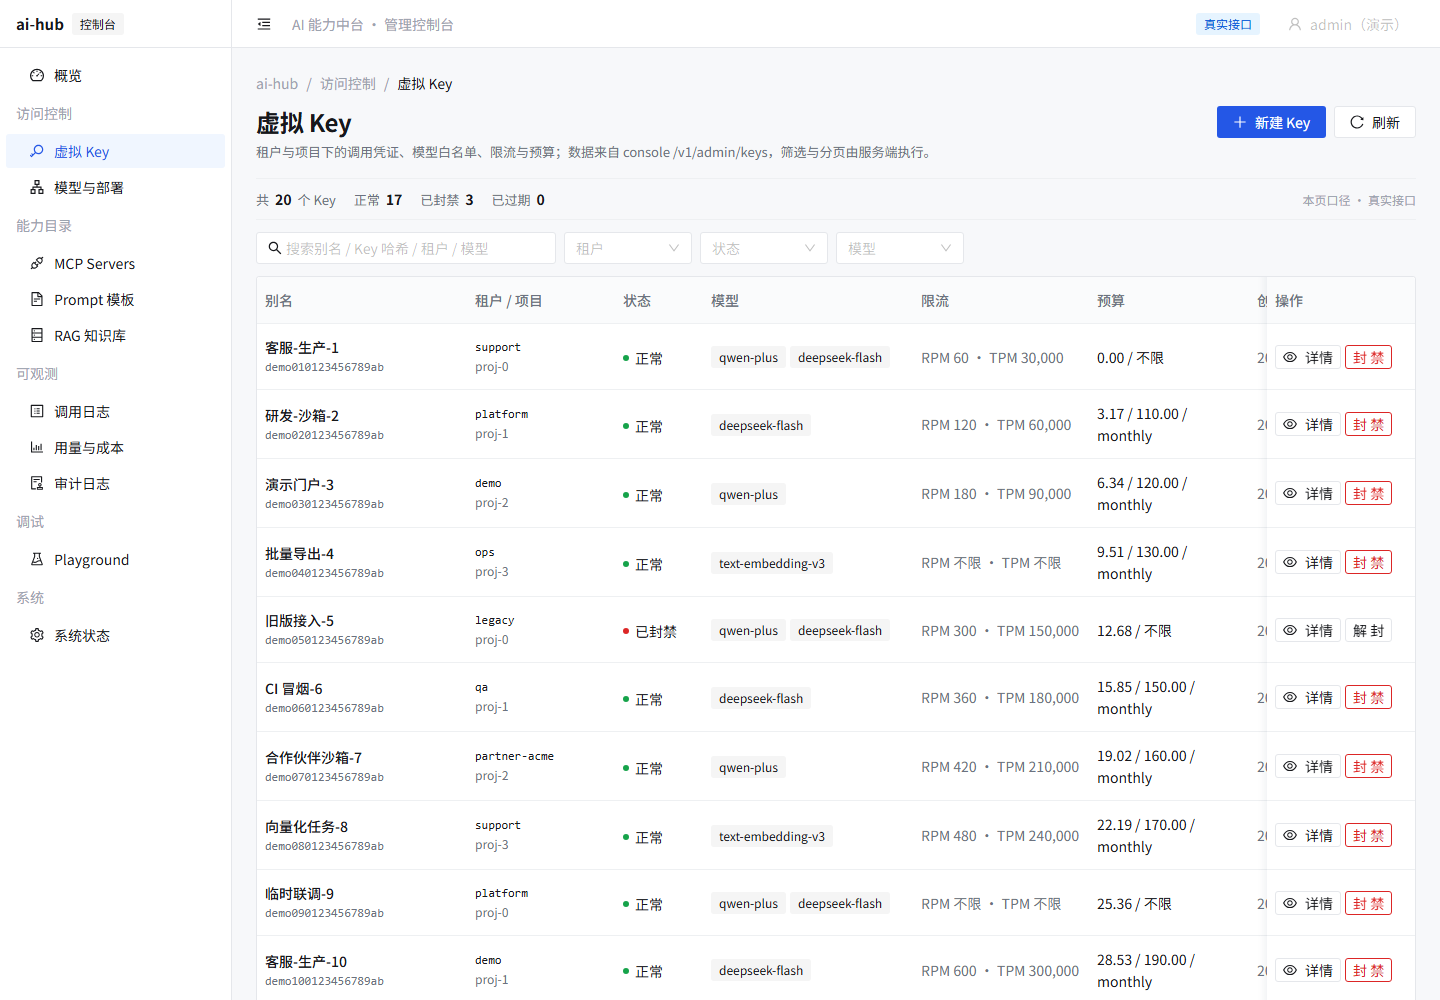 ai-hub 控制台
AI 能力中台 • 管理控制台
真实接口
admin（演示）
概览
访问控制
虚拟 Key
模型与部署
能力目录
MCP Servers
Prompt 模板
RAG 知识库
可观测
调用日志
用量与成本
审计日志
调试
Playground
系统
系统状态
ai-hub / 访问控制 / 虚拟 Key
虚拟 Key
新建 Key
刷新
租户与项目下的调用凭证、模型白名单、限流与预算；数据来自 console /v1/admin/keys，筛选与分页由服务端执行。
共 20 个 Key 正常 17 已封禁 3 已过期 0
本页口径 • 真实接口
搜索别名 / Key 哈希 / 租户 / 模型
租户
状态
模型
别名 租户 / 项目 状态 模型 限流 预算 操作
客服-生产-1
demo010123456789ab
support
proj-0
正常
qwen-plus deepseek-flash
RPM 60 • TPM 30,000
0.00 / 不限
详情 封 禁
研发-沙箱-2
demo020123456789ab
platform
proj-1
正常
deepseek-flash
RPM 120 • TPM 60,000
3.17 / 110.00 /
monthly
详情 封 禁
演示门户-3
demo030123456789ab
demo
proj-2
正常
qwen-plus
RPM 180 • TPM 90,000
6.34 / 120.00 /
monthly
详情 封 禁
批量导出-4
demo040123456789ab
ops
proj-3
正常
text-embedding-v3
RPM 不限 • TPM 不限
9.51 / 130.00 /
monthly
详情 封 禁
旧版接入-5
demo050123456789ab
legacy
proj-0
已封禁
qwen-plus deepseek-flash
RPM 300 • TPM 150,000
12.68 / 不限
详情 解 封
CI 冒烟-6
demo060123456789ab
qa
proj-1
正常
deepseek-flash
RPM 360 • TPM 180,000
15.85 / 150.00 /
monthly
详情 封 禁
合作伙伴沙箱-7
demo070123456789ab
partner-acme
proj-2
正常
qwen-plus
RPM 420 • TPM 210,000
19.02 / 160.00 /
monthly
详情 封 禁
向量化任务-8
demo080123456789ab
support
proj-3
正常
text-embedding-v3
RPM 480 • TPM 240,000
22.19 / 170.00 /
monthly
详情 封 禁
临时联调-9
demo090123456789ab
platform
proj-0
正常
qwen-plus deepseek-flash
RPM 不限 • TPM 不限
25.36 / 不限
详情 封 禁
客服-生产-10
demo100123456789ab
demo
proj-1
正常
deepseek-flash
RPM 600 • TPM 300,000
28.53 / 190.00 /
monthly
详情 封 禁